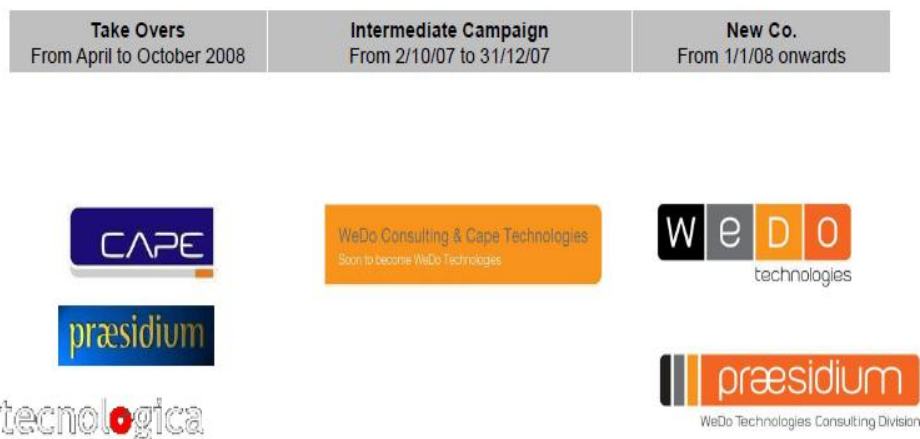 Take Overs
From April to October 2008
Intermediate Campaign
From 2/10/07 to 31/12/07
New Co.
From 1/1/08 onwards
CAPE
præsidium
tecnologica
WeDo Consulting & Cape Technologies
Soon to become WeDo Technologies
weDO
technologies
præsidium
WeDo Technologies Consulting Division